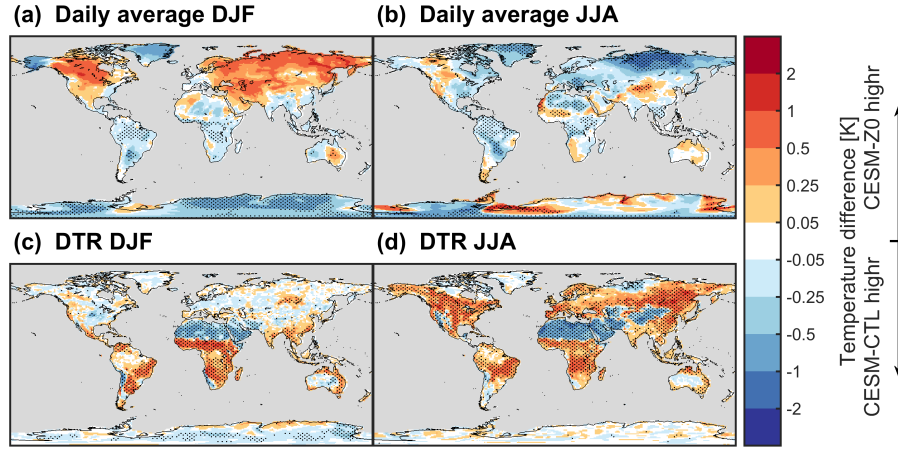 (a) Daily average DJF
(b) Daily average JJA
(c) DTR DJF
(d) DTR JJA
2
1
0.5
0.25
0.05
-0.05
-0.25
-0.5
-1
-2
Temperature difference [K]
CESM-CTL highr
CESM-Z0 highr